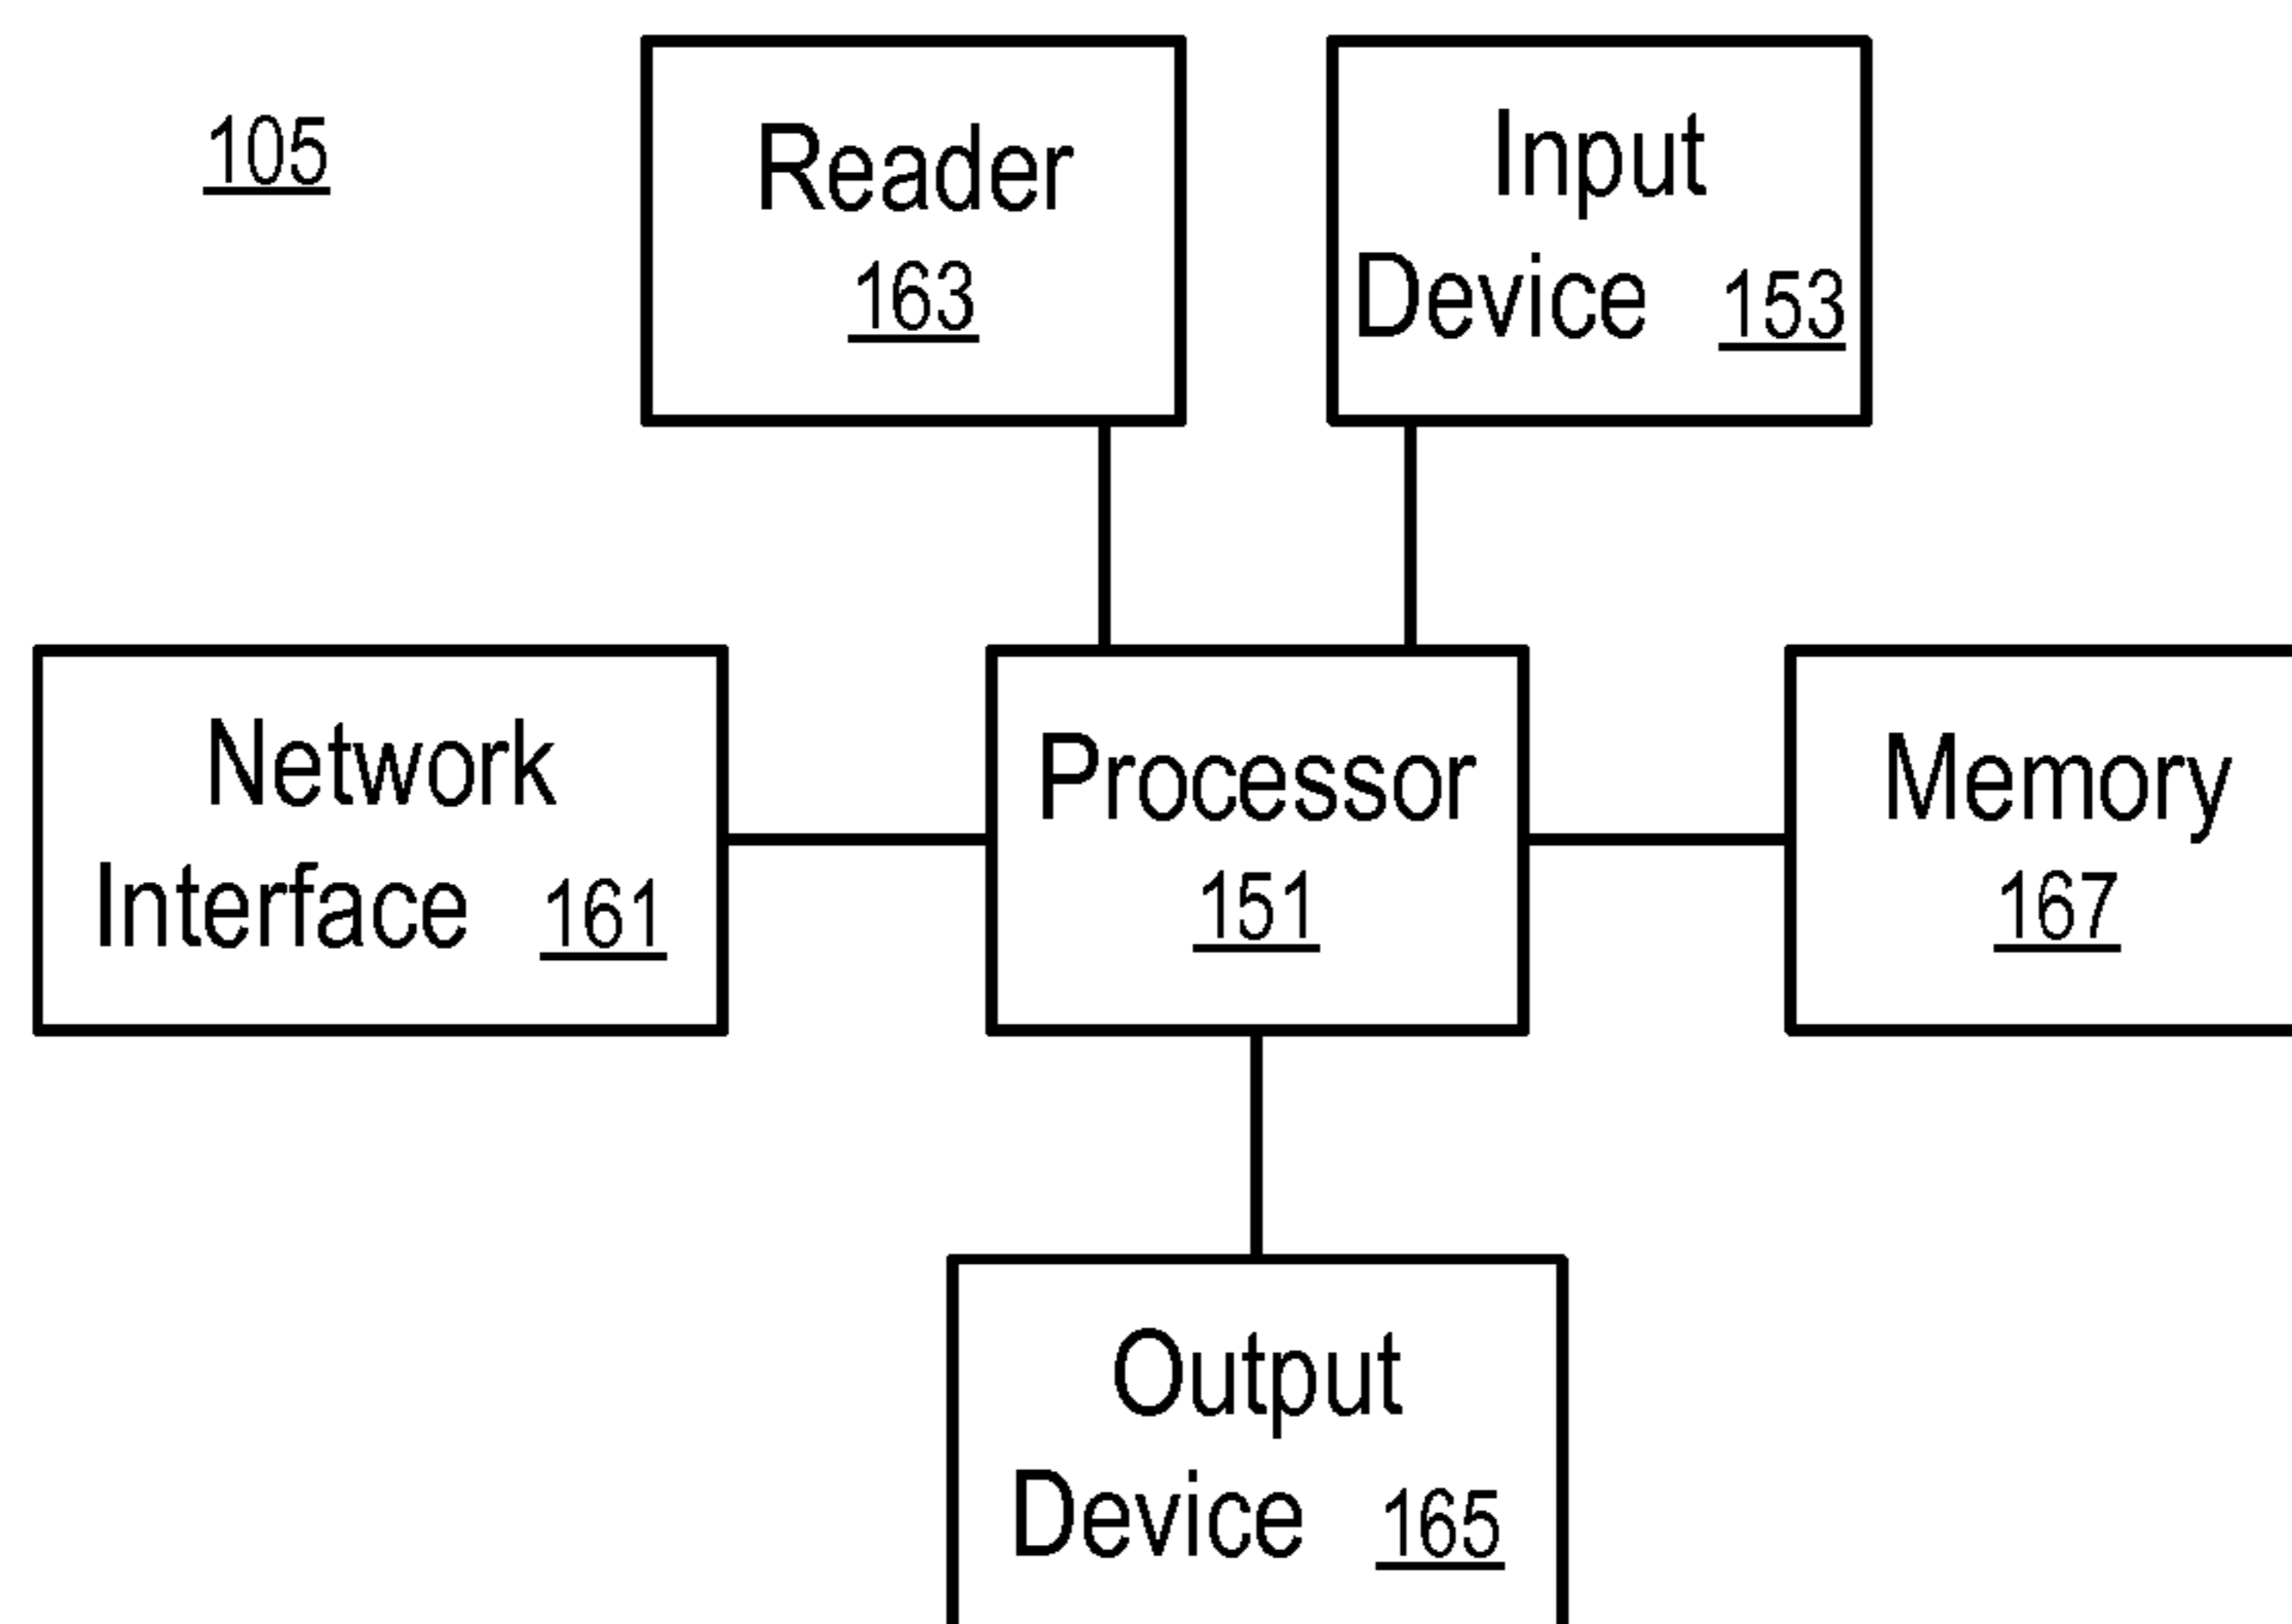 105
Reader
163
Input
Device 153
Network
Interface 161
Processor
151
Memory
167
Output
Device 165